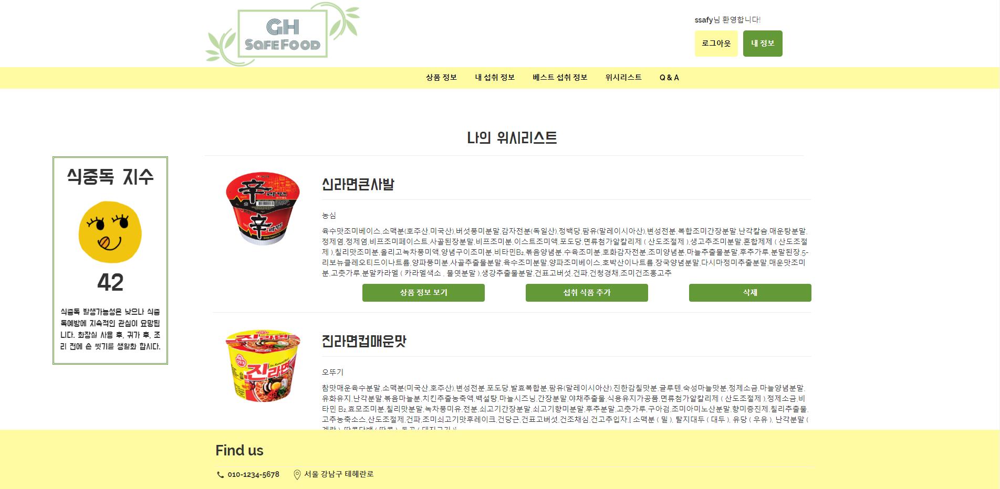 GH
SAFE FOOD
ssafy님 환영합니다!
로그아웃
내 정보
상품 정보
내 섭취 정보
베스트 섭취 정보
위시리스트
Q & A
나의 위시리스트
식중독 지수
42
식중독 발생가능성은 낮으나 식중
독예방에 지속적인 관심이 요망됩
니다. 화장실 사용 후, 귀가 후, 조
리 전에 손 씻기를 생활화 합시다.
辛
라면
辛
라면
신라면큰사발
농심
육수맛조미베이스,소맥분(호주산,미국산),버섯풍미분말,감자전분(독일산),정백당,팜유(말레이시아산),변성전분,복합조미간장분말,난각칼슘,매운탕분말,
정제염,정제염,비프조미페이스트,사골된장분말,비프조미분,이스트조미액,포도당,면류첨가알칼리제 ( 산도조절제 ),생고추조미분말,혼합제제 ( 산도조절
제 ),칠리맛조미분,올리고녹차풍미액,양념구이조미분,비타민B₂,볶음양념분,수육조미분,호화감자전분,조미양념분,마늘추출물분말,후추가루,분말된장,5-
리보뉴클레오티드이나트륨,양파풍미분,사골추출물분말,육수조미분말,양파조미베이스,호박산이나트륨,장국양념분말,다시마정미추출분말,매운맛조미
분,고춧가루,분말카라멜 ( 카라멜색소 , 물엿분말 ),생강추출물분말,건표고버섯,건파,건청경채,조미건조홍고추
상품 정보 보기
섭취 식품 추가
삭제
진라면
진라면
진라면컵매운맛
오뚜기
참맛매운육수분말,소맥분(미국산,호주산),변성전분,포도당,발효복합분,팜유(말레이시아산),진한감칠맛분,글루텐,숙성마늘맛분,정제소금,마늘양념분말,
유화유지,난각분말,볶음마늘분,치킨추출농축액,백설탕,마늘시즈닝,간장분말,야채추출물,식용유지가공품,면류첨가알칼리제 ( 산도조절제 ),정제소금,비
타민 B₂,효모조미분,칠리맛분말,녹차풍미유,전분,쇠고기간장분말,쇠고기향미분말,후추분말,고춧가루,구아검,조미아미노산분말,향미증진제,칠리추출물,
고추농축소스,산도조절제,건파,조미쇠고기맛후레이크,건당근,건표고버섯,건조채심,건고추입자,[ 소맥분 ( 밀 ), 탈지대두 ( 대두 ), 유당 ( 우유 ), 난각분말 (
Find us
010-1234-5678
서울 강남구 테헤란로